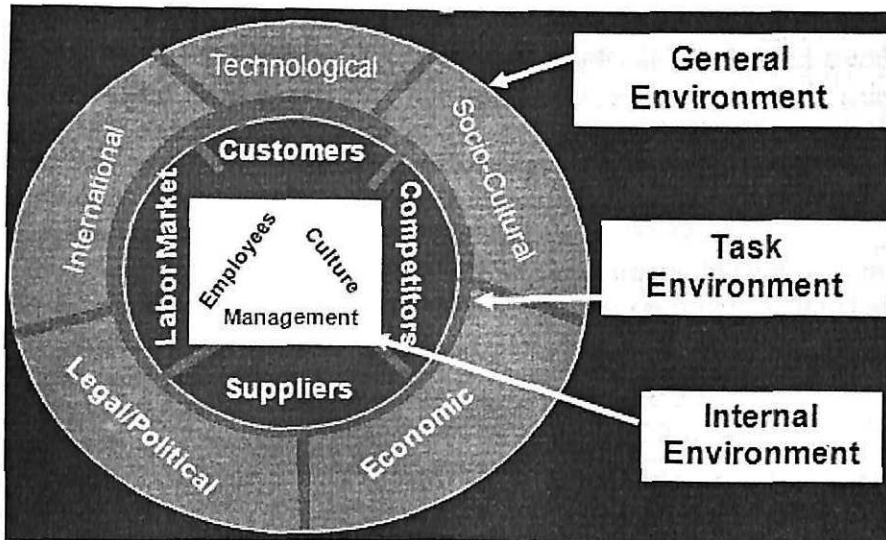 Technological
Socio-Cultural
Economic
Legal/Political
International
Customers
Competitors
Suppliers
Labor Market
Employees
Culture
Management
General
Environment
Task
Environment
Internal
Environment